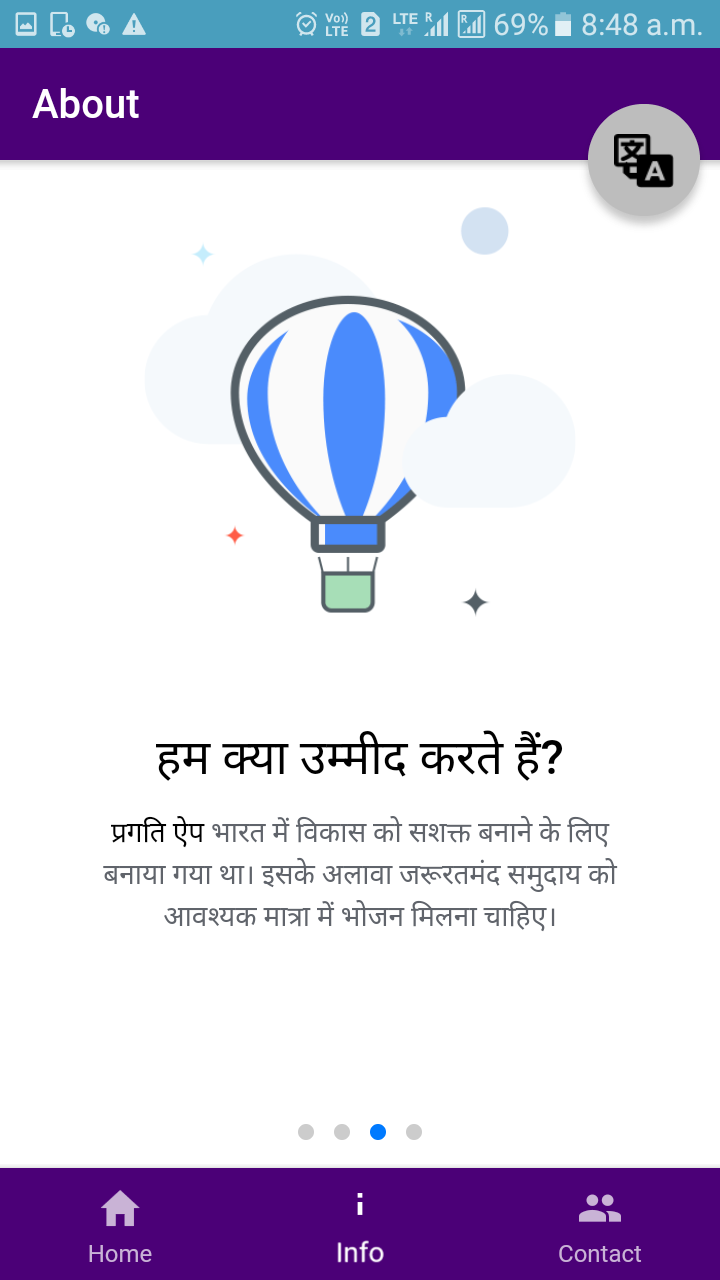 Vo))
LTE
2
LTE
R
R
69%
8:48 a.m.
About
文
A
हम क्या उम्मीद करते हैं?
प्रगति ऐप भारत में विकास को सशक्त बनाने के लिए
बनाया गया था। इसके अलावा जरूरतमंद समुदाय को
आवश्यक मात्रा में भोजन मिलना चाहिए।
Home
Info
Contact